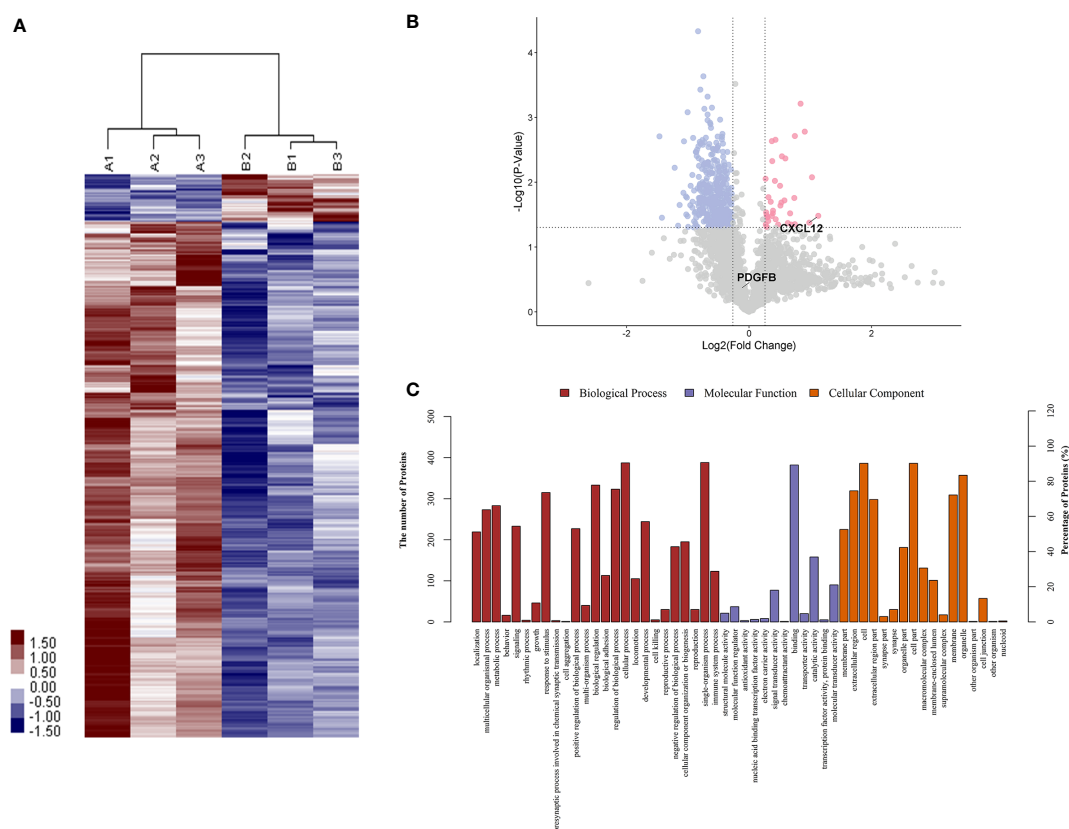 A
A1
A2
A3
B2
B1
B3
1.50
1.00
0.50
0.00
-0.50
-1.00
-1.50
B
4
3
2
1
0
-Log10(P-Value)
CXCL12
PDGFB
-2
0
2
Log2(Fold Change)
C
Biological Process
Molecular Function
Cellular Component
500
400
300
200
100
0
The number of Proteins
120
100
80
60
40
20
0
Percentage of Proteins (%)
localization
multicellular organismal process
metabolic process
behavior
signaling
rhythmic process
growth
response to stimulus
presynaptic process involved in chemical synaptic transmission
cell aggregation
positive regulation of biological process
multi-organism process
biological regulation
biological adhesion
regulation of biological process
cellular process
locomotion
developmental process
cell killing
reproductive process
negative regulation of biological process
cellular component organization or biogenesis
reproduction
single-organism process
immune system process
structural molecule activity
molecular function regulator
antioxidant activity
nucleic acid binding transcription factor activity
electron carrier activity
signal transducer activity
chemoattractant activity
binding
transporter activity
catalytic activity
transcription factor activity, protein binding
molecular transducer activity
membrane part
extracellular region
cell
extracellular region part
synapse part
synapse
organelle part
cell part
macromolecular complex
membrane-enclosed lumen
supramolecular complex
membrane
organelle
other organism part
cell junction
other organism
nucleoid